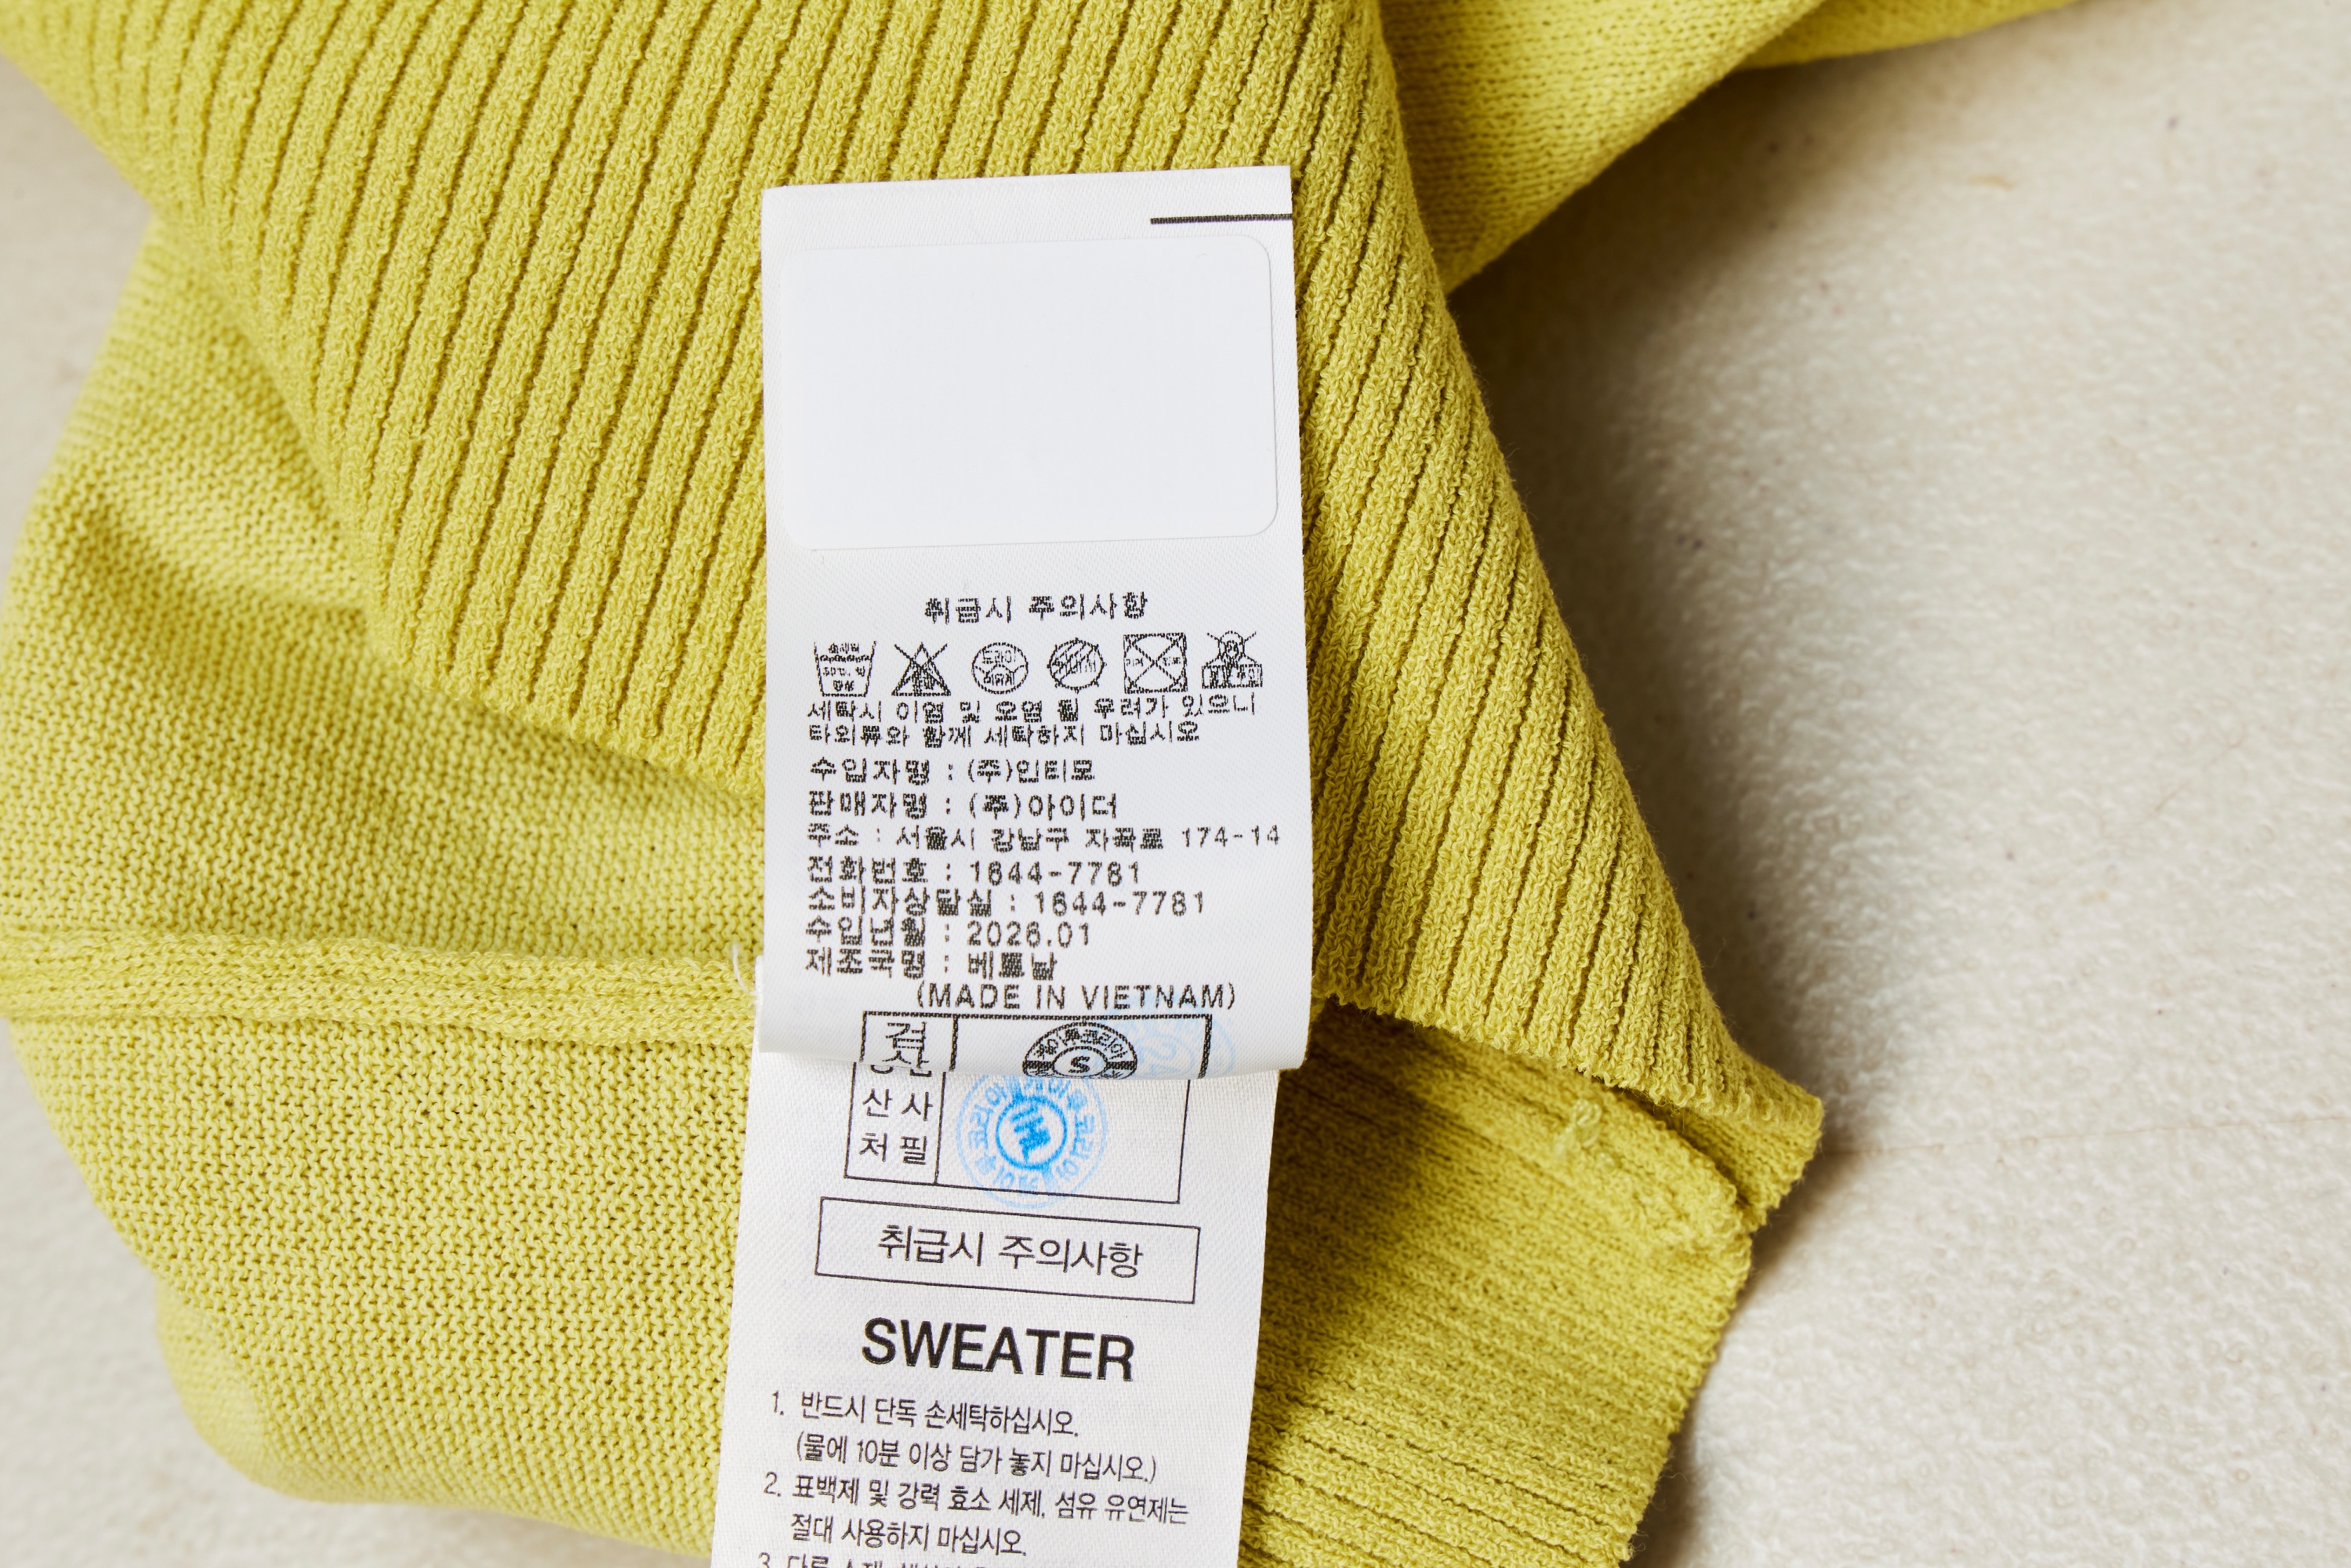 취급시 주의사항
세탁시 이염 및 오염 될 우려가 있으니
타의류와 함께 세탁하지 마십시오
수입자명 : (주)인티모
판매자명 : (주)아이더
주소 : 서울시 강남구 자곡로 174-14
전화번호 : 1644-7781
소비자상담실 : 1644-7781
수입년월 : 2026.01
제조국명 : 베트남
(MADE IN VIETNAM)
검
S
산 사
처 필
취급시 주의사항
SWEATER
1. 반드시 단독 손세탁하십시오.
(물에 10분 이상 담가 놓지 마십시오.)
2. 표백제 및 강력 효소 세제, 섬유 유연제는
절대 사용하지 마십시오.
3. 다른